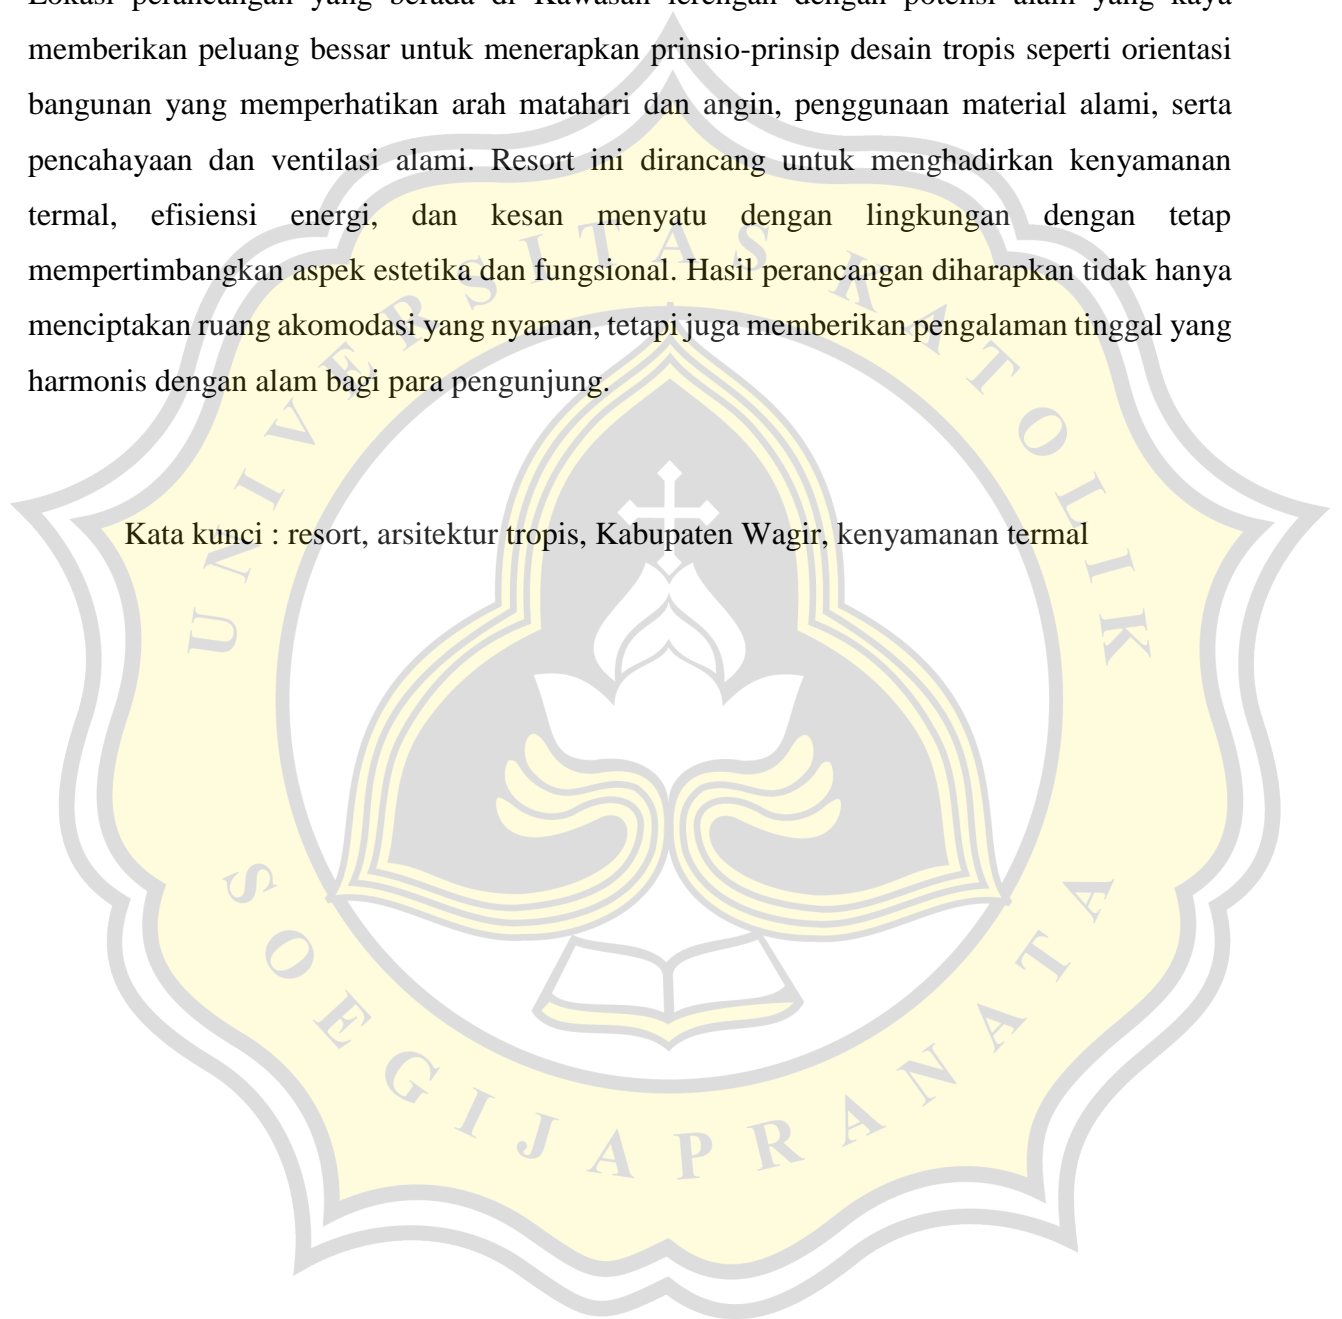 Lokasi perancangan yang berada di Kawasan lerengan dengan potensi alam yang kaya
memberikan peluang bessar untuk menerapkan prinsio-prinsip desain tropis seperti orientasi
bangunan yang memperhatikan arah matahari dan angin, penggunaan material alami, serta
pencahayaan dan ventilasi alami. Resort ini dirancang untuk menghadirkan kenyamanan
termal, efisiensi energi, dan kesan menyatu dengan lingkungan dengan tetap
mempertimbangkan aspek estetika dan fungsional. Hasil perancangan diharapkan tidak hanya
menciptakan ruang akomodasi yang nyaman, tetapi juga memberikan pengalaman tinggal yang
harmonis dengan alam bagi para pengunjung.
Kata kunci : resort, arsitektur tropis, Kabupaten Wagir, kenyamanan termal
UNIVERSITAS KATOLIK
SOEGIJAPRANATA